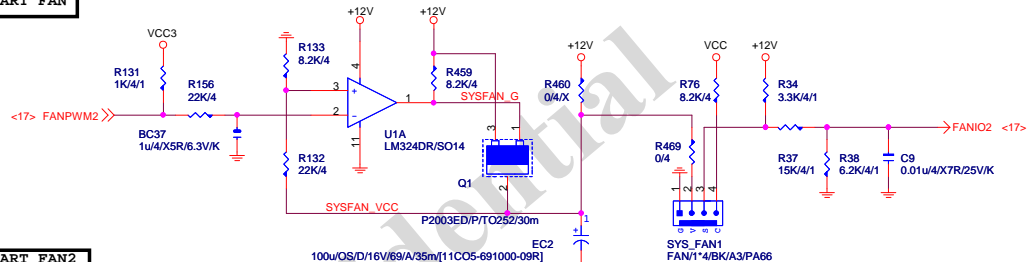 ART FAN
VCC3
R131
1K/4/1
R156
22K/4
<17> FANPWM2
BC37
1u/4/X5R/6.3V/K
R133
8.2K/4
+12V
4
3
+
2
-
1
11
U1A
LM324DR/SO14
R132
22K/4
SYSFAN_VCC
+12V
R459
8.2K/4
SYSFAN_G
3
1
2
Q1
P2003ED/P/TO252/30m
+12V
R460
0/4/X
R469
0/4
1
+
EC2
100u/OS/D/16V/69/A/35m/[11CO5-691000-09R]
VCC
R76
8.2K/4
+12V
R34
3.3K/4/1
R37
15K/4/1
R38
6.2K/4/1
C9
0.01u/4/X7R/25V/K
FANIO2 <17>
1
2
3
4
G
V
S
C
SYS_FAN1
FAN/1*4/BK/A3/PA66
ART FAN2
dential